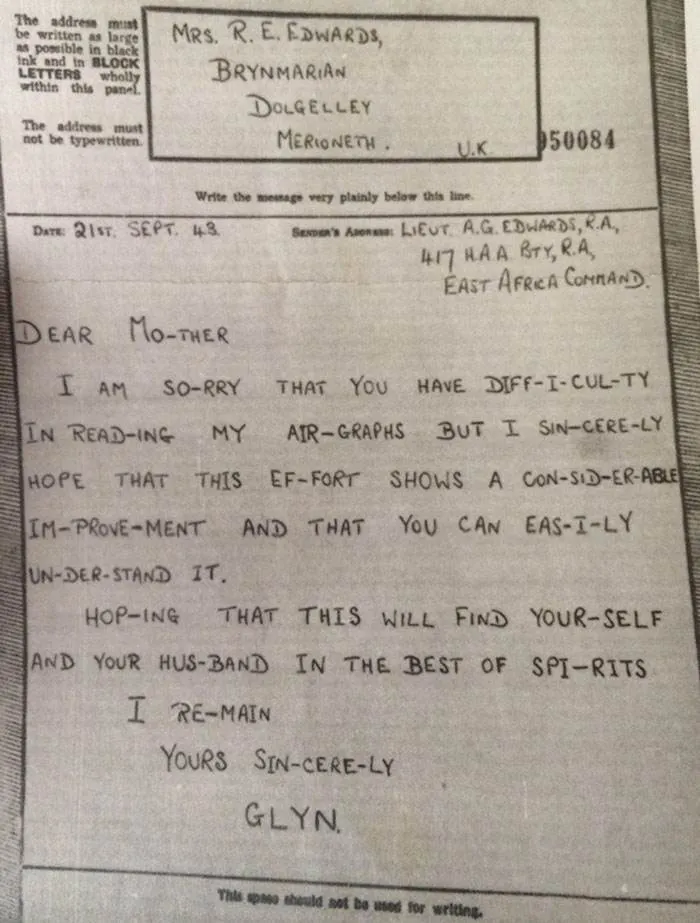 The address must
be written as large
as possible in black
ink and in BLOCK
LETTERS wholly
within this panel.
The address must
not be typewritten.
MRS. R. E. EDWARDS,
BRYNMARIAN
DOLGELLEY
MERIONETH.
U.K.
950084
Write the message very plainly below this line.
DATE: 21ST. SEPT. 43.
SENDER'S ADDRESS: LIEUT. A.G. EDWARDS, R.A.,
417 H.A.A BTY, R.A,
EAST AFRICA COMMAND.
DEAR MO-THER
I AM SO-RRY THAT YOU HAVE DIFF-I-CUL-TY
IN READ-ING MY AIR-GRAPHS BUT I SIN-CERE-LY
HOPE THAT THIS EF-FORT SHOWS A CON-SID-ER-ABLE
IM-PROVE-MENT AND THAT YOU CAN EAS-I-LY
UN-DER-STAND IT.
HOP-ING THAT THIS WILL FIND YOUR-SELF
AND YOUR HUS-BAND IN THE BEST OF SPI-RITS
I RE-MAIN
YOURS SIN-CERE-LY
GLYN.
This space should not be used for writing.